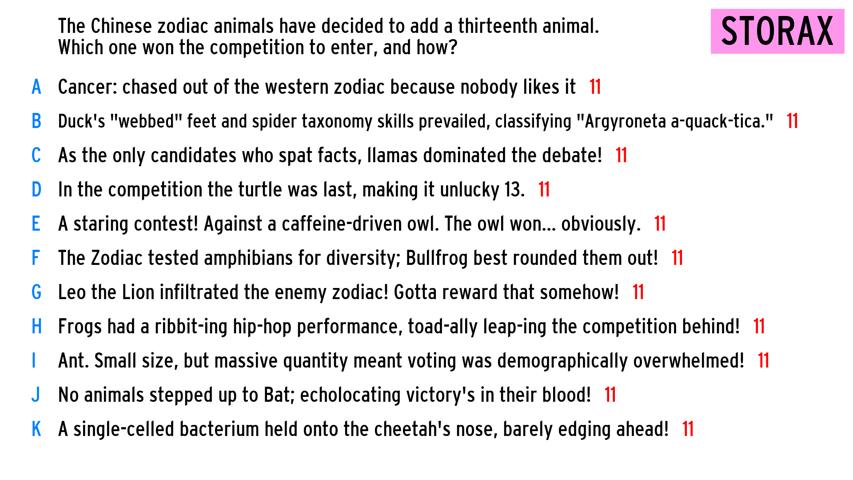 The Chinese zodiac animals have decided to add a thirteenth animal.
Which one won the competition to enter, and how?
STORAX
A Cancer: chased out of the western zodiac because nobody likes it 11
B Duck's "webbed" feet and spider taxonomy skills prevailed, classifying "Argyroneta a-quack-tica." 11
C As the only candidates who spat facts, llamas dominated the debate! 11
D In the competition the turtle was last, making it unlucky 13. 11
E A staring contest! Against a caffeine-driven owl. The owl won... obviously. 11
F The Zodiac tested amphibians for diversity; Bullfrog best rounded them out! 11
G Leo the Lion infiltrated the enemy zodiac! Gotta reward that somehow! 11
H Frogs had a ribbit-ing hip-hop performance, toad-ally leap-ing the competition behind! 11
I Ant. Small size, but massive quantity meant voting was demographically overwhelmed! 11
J No animals stepped up to Bat; echolocating victory's in their blood! 11
K A single-celled bacterium held onto the cheetah's nose, barely edging ahead! 11